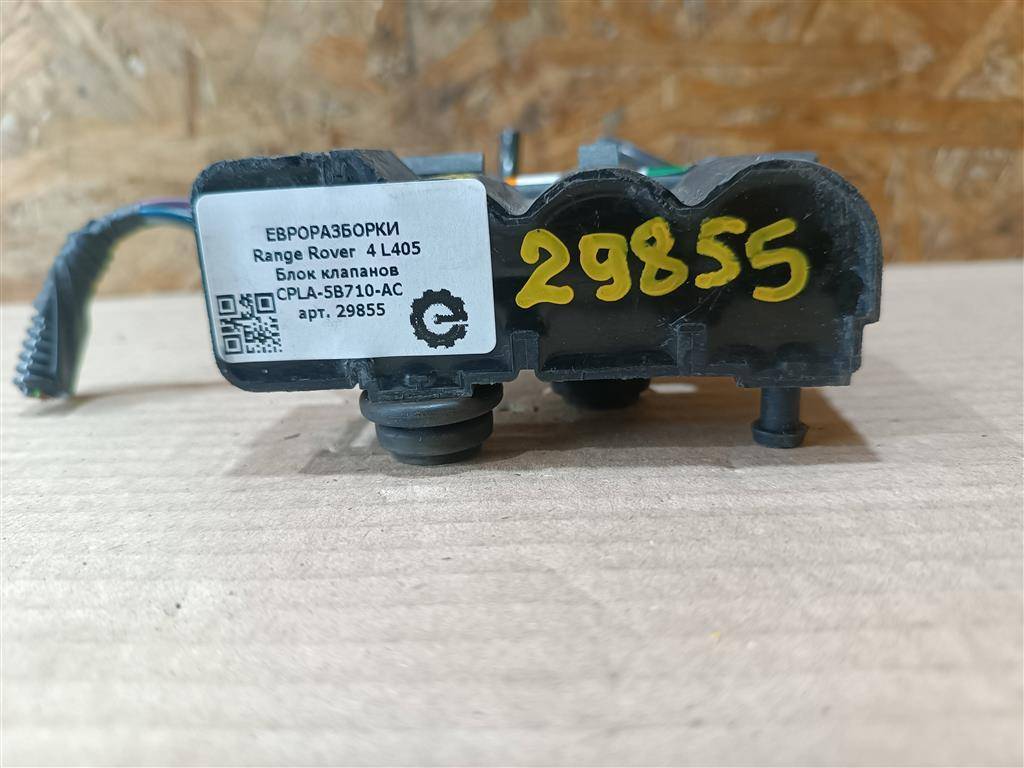 ЕВРОРАЗБОРКИ
Range Rover 4 L405
Блок клапанов
CPLA-5B710-AC
арт. 29855
29855